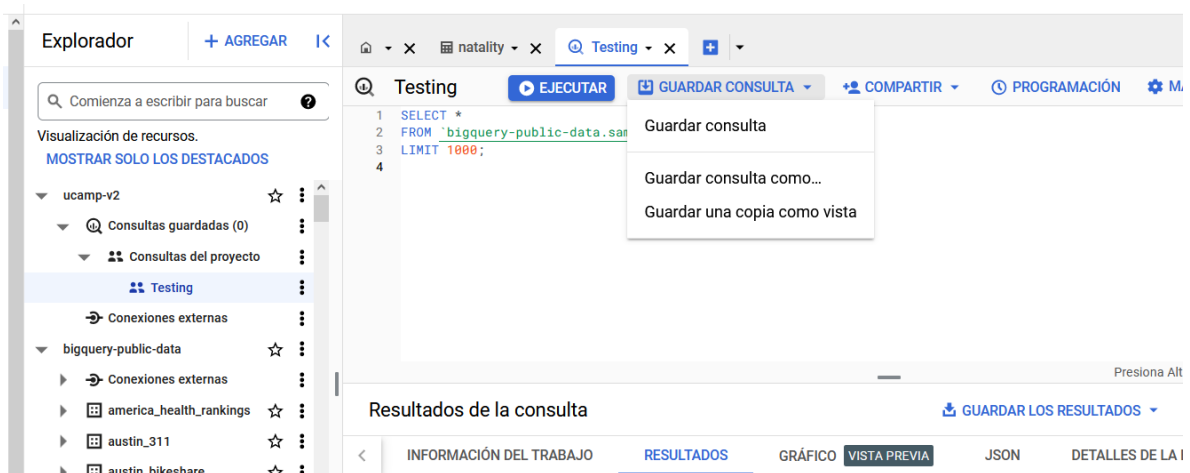 Explorador
+ AGREGAR
Comienza a escribir para buscar
Visualización de recursos.
MOSTRAR SOLO LOS DESTACADOS
ucamp-v2
Consultas guardadas (0)
Consultas del proyecto
Testing
Conexiones externas
bigquery-public-data
Conexiones externas
america_health_rankings
austin_311
austin_bikeshare
natality
Testing
Testing
EJECUTAR
GUARDAR CONSULTA
COMPARTIR
PROGRAMACIÓN
MÁ
1 SELECT *
2 FROM `bigquery-public-data.sam
3 LIMIT 1000;
4
Guardar consulta
Guardar consulta como...
Guardar una copia como vista
Presiona Alt
Resultados de la consulta
GUARDAR LOS RESULTADOS
INFORMACIÓN DEL TRABAJO
RESULTADOS
GRÁFICO VISTA PREVIA
JSON
DETALLES DE LA